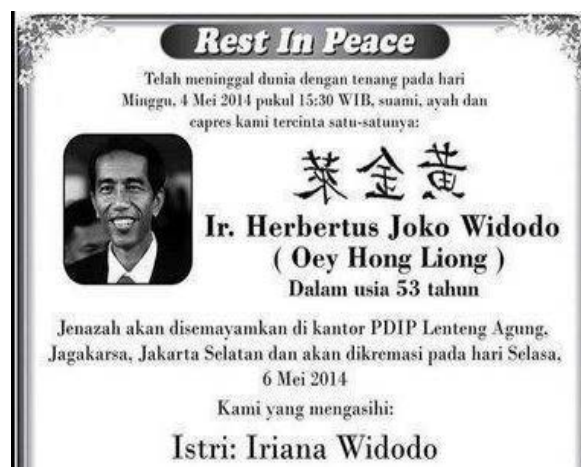 Rest In Peace
Telah meninggal dunia dengan tenang pada hari
Minggu, 4 Mei 2014 pukul 15:30 WIB, suami, ayah dan
capres kami tercinta satu-satunya:
萊金黃
Ir. Herbertus Joko Widodo
( Oey Hong Liong )
Dalam usia 53 tahun
Jenazah akan disemayamkan di kantor PDIP Lenteng Agung,
Jagakarsa, Jakarta Selatan dan akan dikremasi pada hari Selasa,
6 Mei 2014
Kami yang mengasihi:
Istri: Iriana Widodo